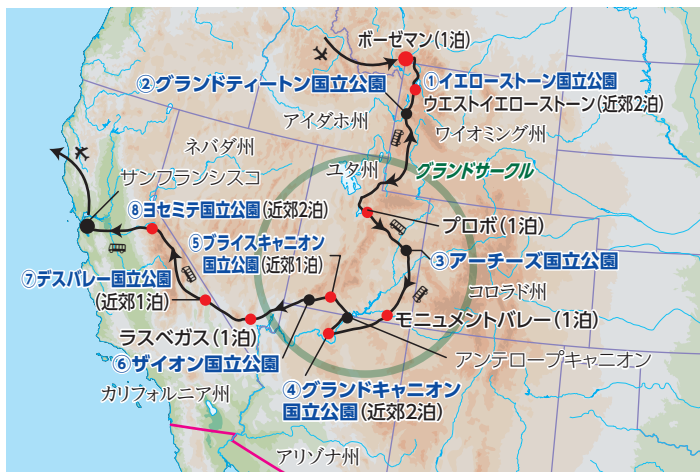 ボーゼマン(1泊)
①イエローストーン国立公園
ウエストイエローストーン(近郊2泊)
②グランドティートン国立公園
アイダホ州
ワイオミング州
ネバダ州
ユタ州
グランドサークル
サンフランシスコ
⑧ヨセミテ国立公園(近郊2泊)
プロボ(1泊)
⑤ブライスキャニオン
国立公園(近郊1泊)
③アーチーズ国立公園
⑦デスバレー国立公園
(近郊1泊)
コロラド州
ラスベガス(1泊)
モニュメントバレー(1泊)
⑥ザイオン国立公園
アンテロープキャニオン
カリフォルニア州
④グランドキャニオン
国立公園(近郊2泊)
アリゾナ州